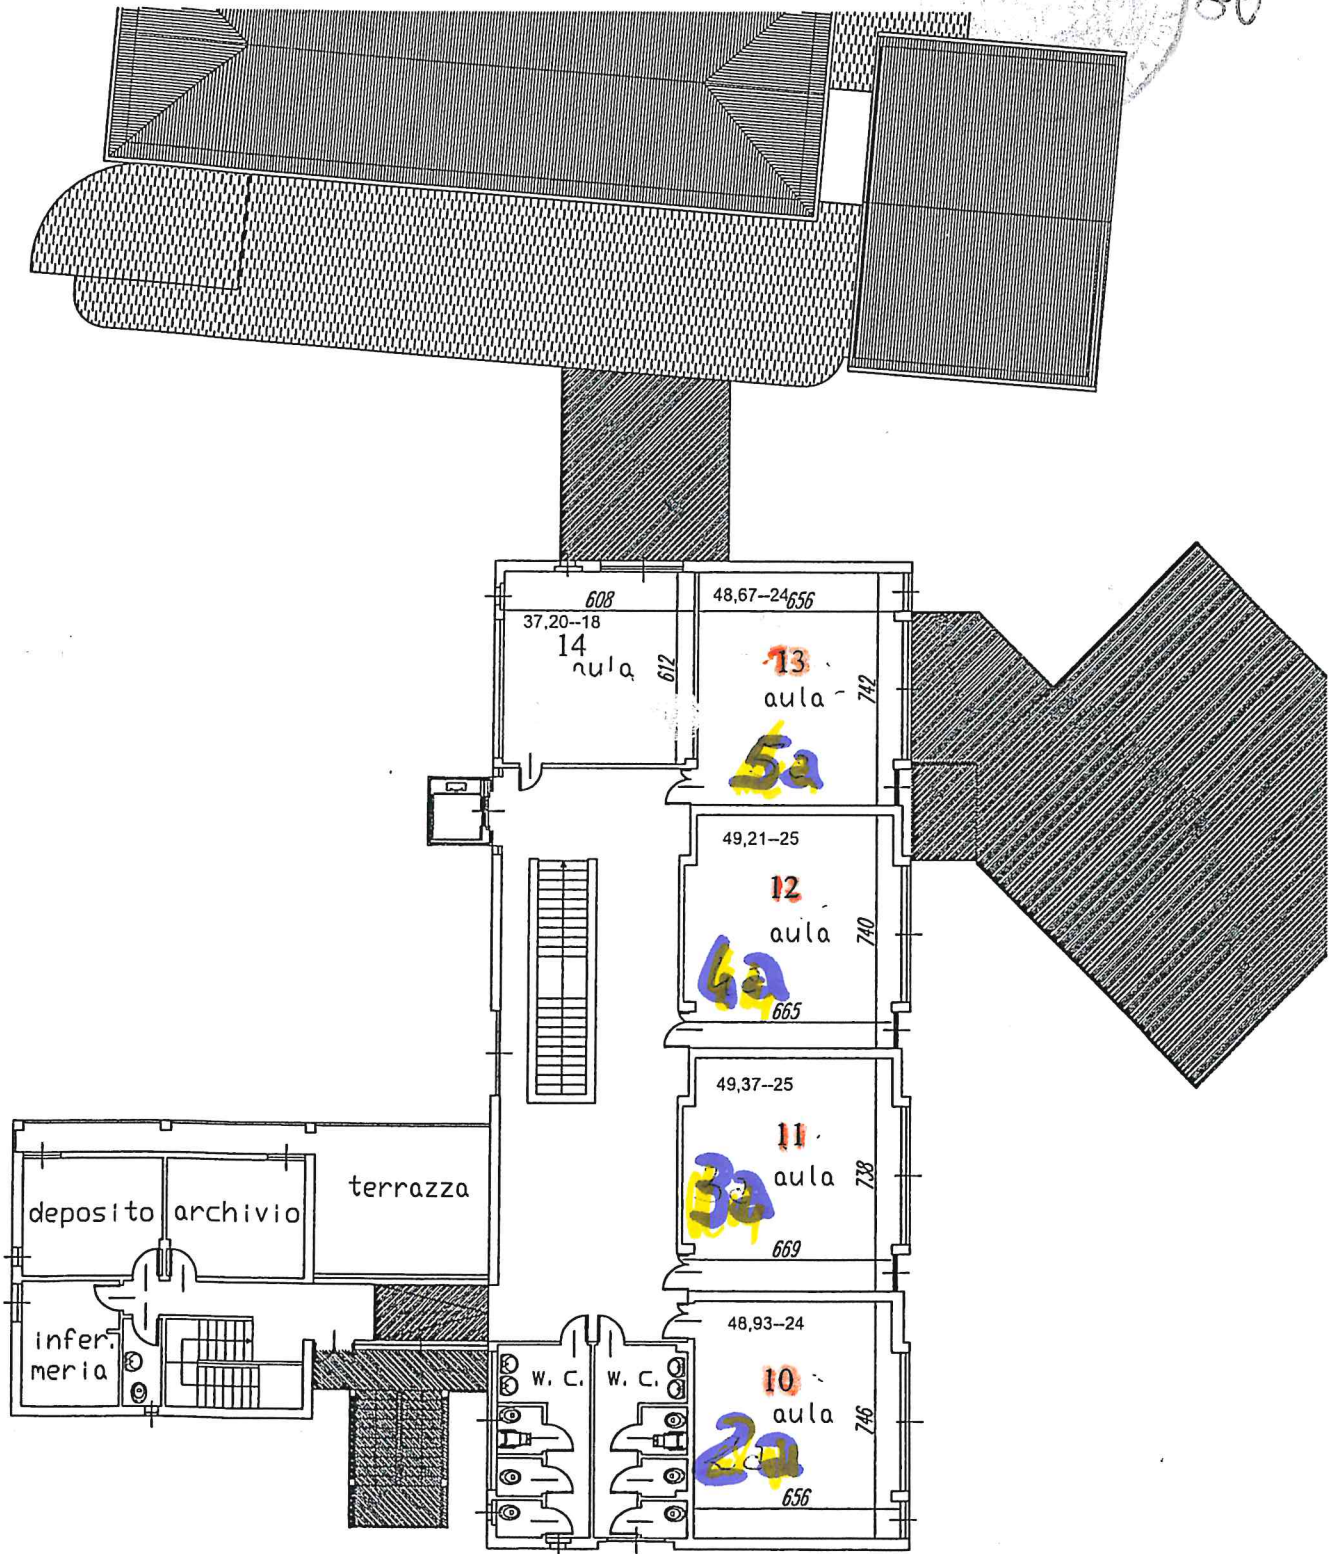 608
48,67--24 656
37,20--18
14
aula
612
13
aula
742
5a
49,21--25
12
aula
740
4a
665
49,37--25
11
aula
738
3a
669
terrazza
deposito
archivio
infer.
meria
W. C.
W. C.
48,93--24
10
aula
746
2a
656